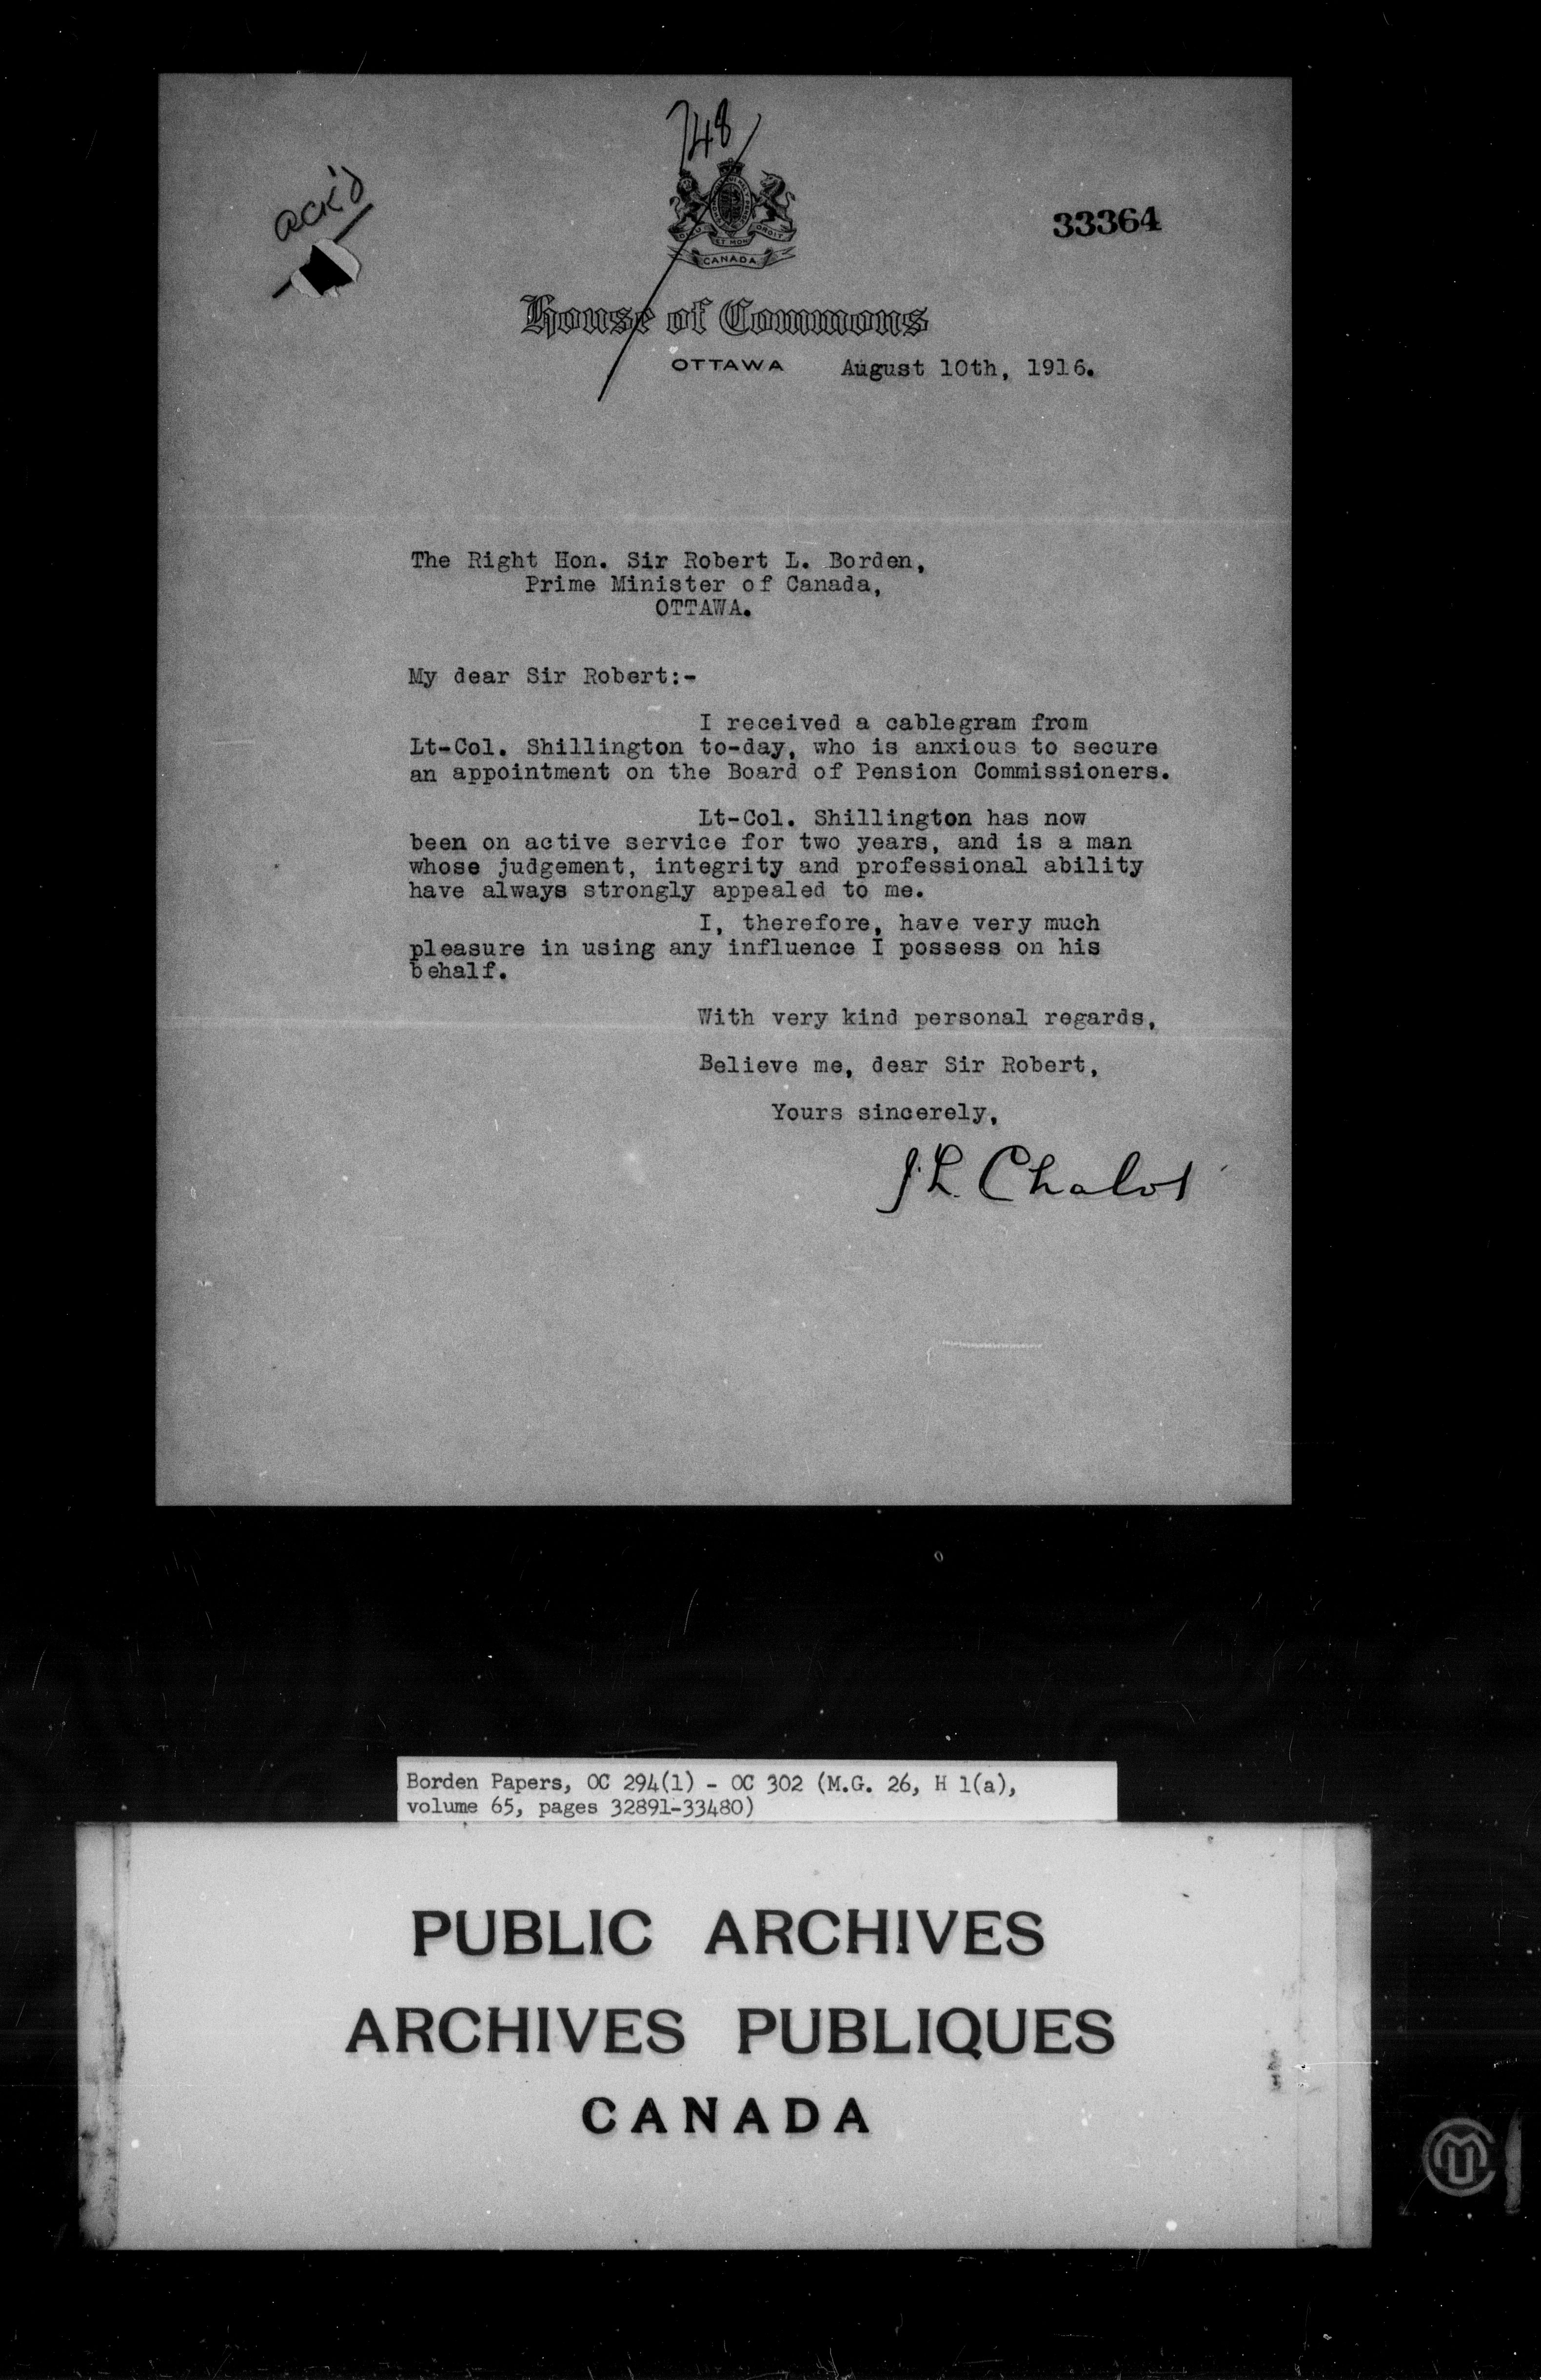 748
ack'd
33364
DIEU ET MON DROIT
CANADA
House of Commons
OTTAWA August 10th, 1916.
The Right Hon. Sir Robert L. Borden,
Prime Minister of Canada,
OTTAWA.
My dear Sir Robert:-
I received a cablegram from
Lt-Col. Shillington to-day, who is anxious to secure
an appointment on the Board of Pension Commissioners.
Lt-Col. Shillington has now
been on active service for two years, and is a man
whose judgement, integrity and professional ability
have always strongly appealed to me.
I, therefore, have very much
pleasure in using any influence I possess on his
behalf.
With very kind personal regards,
Believe me, dear Sir Robert,
Yours sincerely,
J L Chabot
Borden Papers, OC 294(1) - OC 302 (M.G. 26, H 1(a),
volume 65, pages 32891-33480)
PUBLIC ARCHIVES
ARCHIVES PUBLIQUES
CANADA